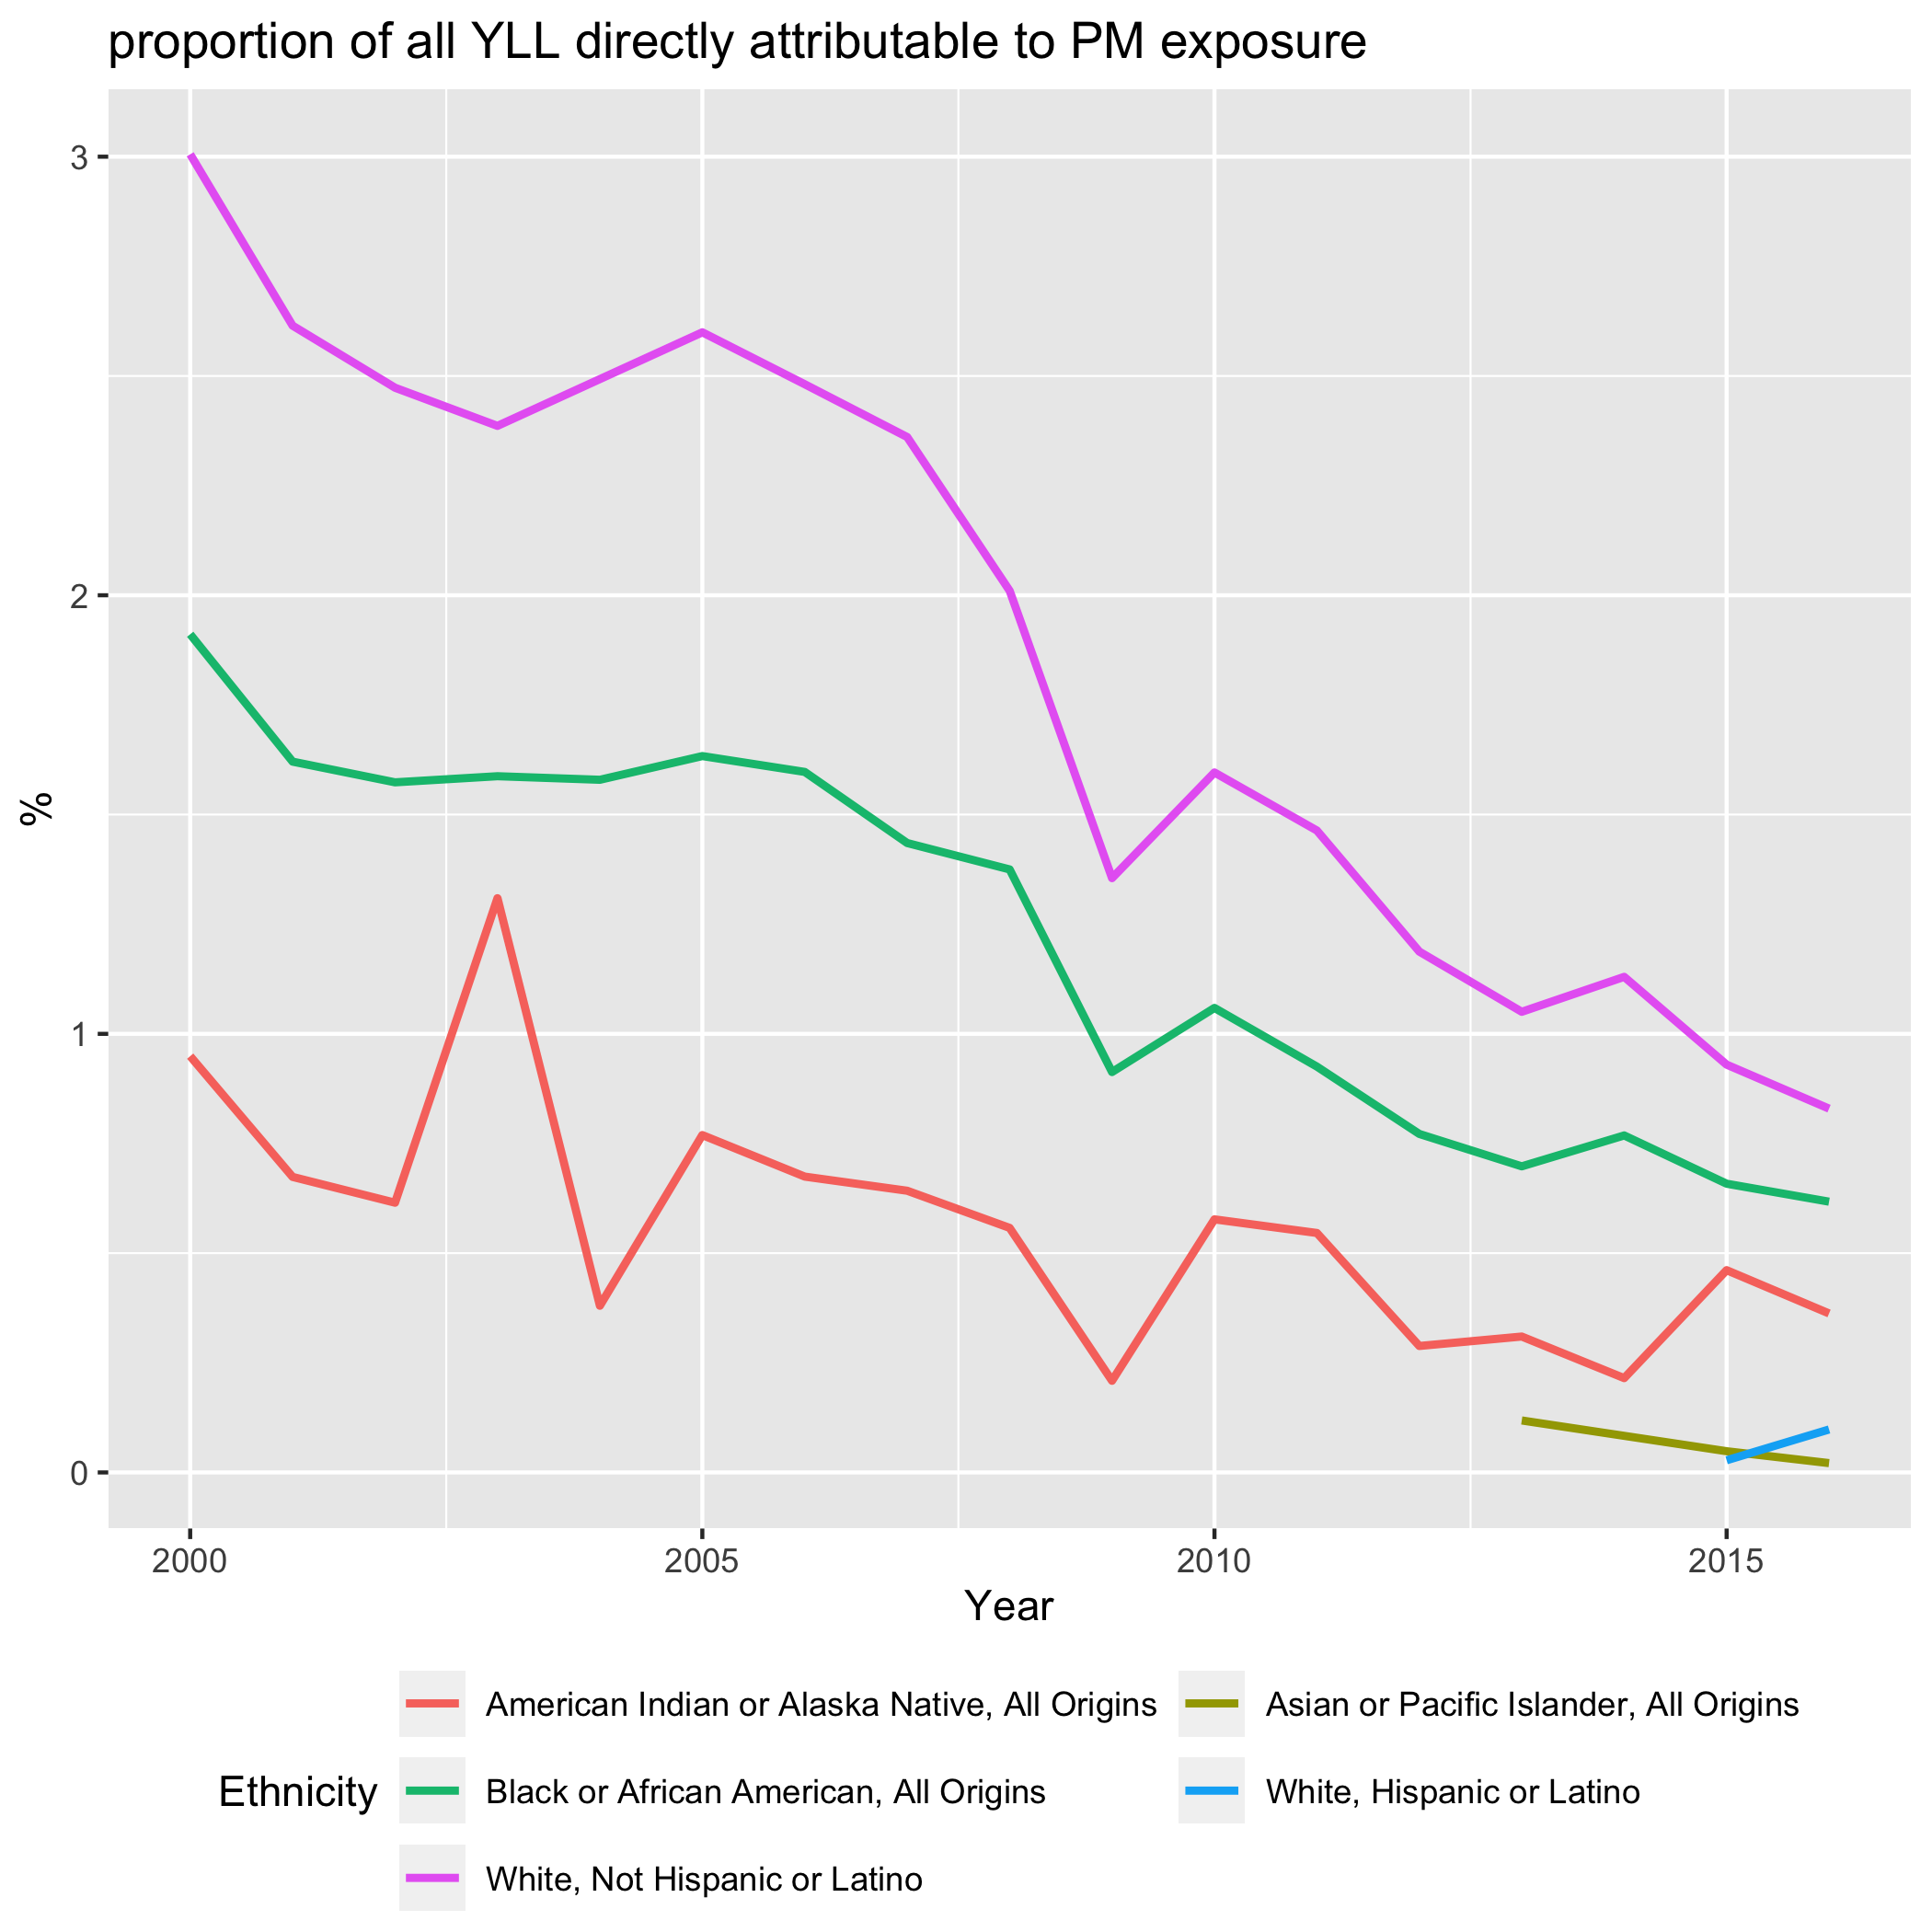 proportion of all YLL directly attributable to PM exposure
3
2
1
0
%
2000 2005 2010 2015
Year
Ethnicity
American Indian or Alaska Native, All Origins
Asian or Pacific Islander, All Origins
Black or African American, All Origins
White, Hispanic or Latino
White, Not Hispanic or Latino